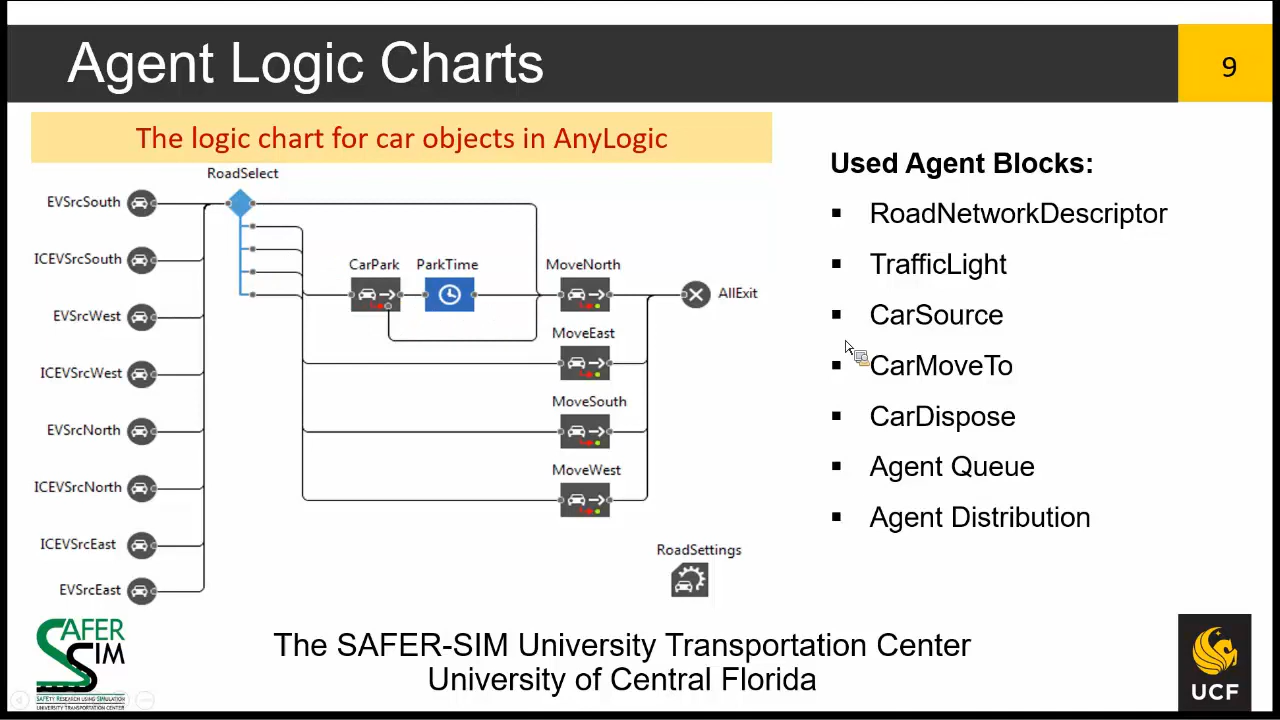 Agent Logic Charts
9
The logic chart for car objects in AnyLogic
RoadSelect
EVSrcSouth
ICEVSrcSouth
EVSrcWest
ICEVSrcWest
EVSrcNorth
ICEVSrcNorth
ICEVSrcEast
EVSrcEast
CarPark
ParkTime
MoveNorth
AllExit
MoveEast
MoveSouth
MoveWest
RoadSettings
Used Agent Blocks:
▪ RoadNetworkDescriptor
▪ TrafficLight
▪ CarSource
▪ CarMoveTo
▪ CarDispose
▪ Agent Queue
▪ Agent Distribution
SAFER
SIM
SAFETY RESEARCH USING SIMULATION
UNIVERSITY TRANSPORTATION CENTER
The SAFER-SIM University Transportation Center
University of Central Florida
UCF